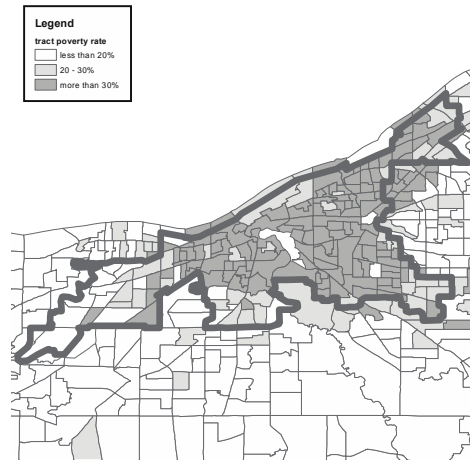 Legend
tract poverty rate
less than 20%
20 - 30%
more than 30%